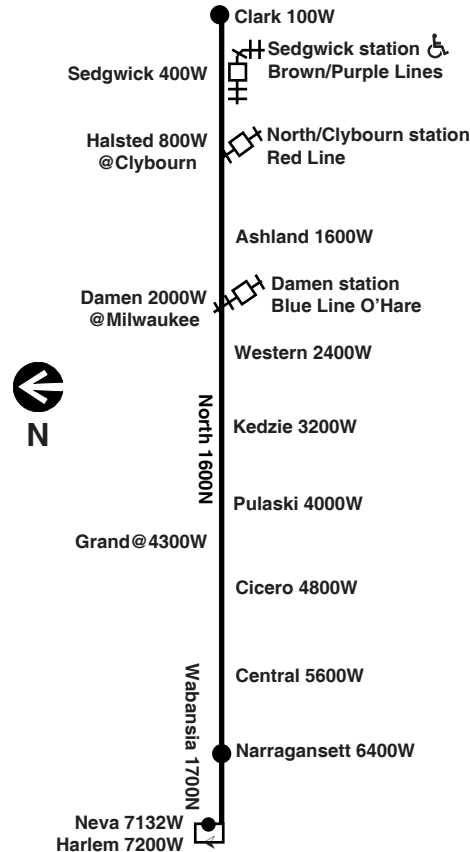 Clark 100W
Sedgwick station
Sedgwick 400W
Brown/Purple Lines
Halsted 800W
@Clybourn
North/Clybourn station
Red Line
Ashland 1600W
Damen station
Blue Line O'Hare
Damen 2000W
@Milwaukee
Western 2400W
N
North 1600N
Kedzie 3200W
Pulaski 4000W
Grand@4300W
Cicero 4800W
Central 5600W
Wabansia 1700N
Narragansett 6400W
Neva 7132W
Harlem 7200W